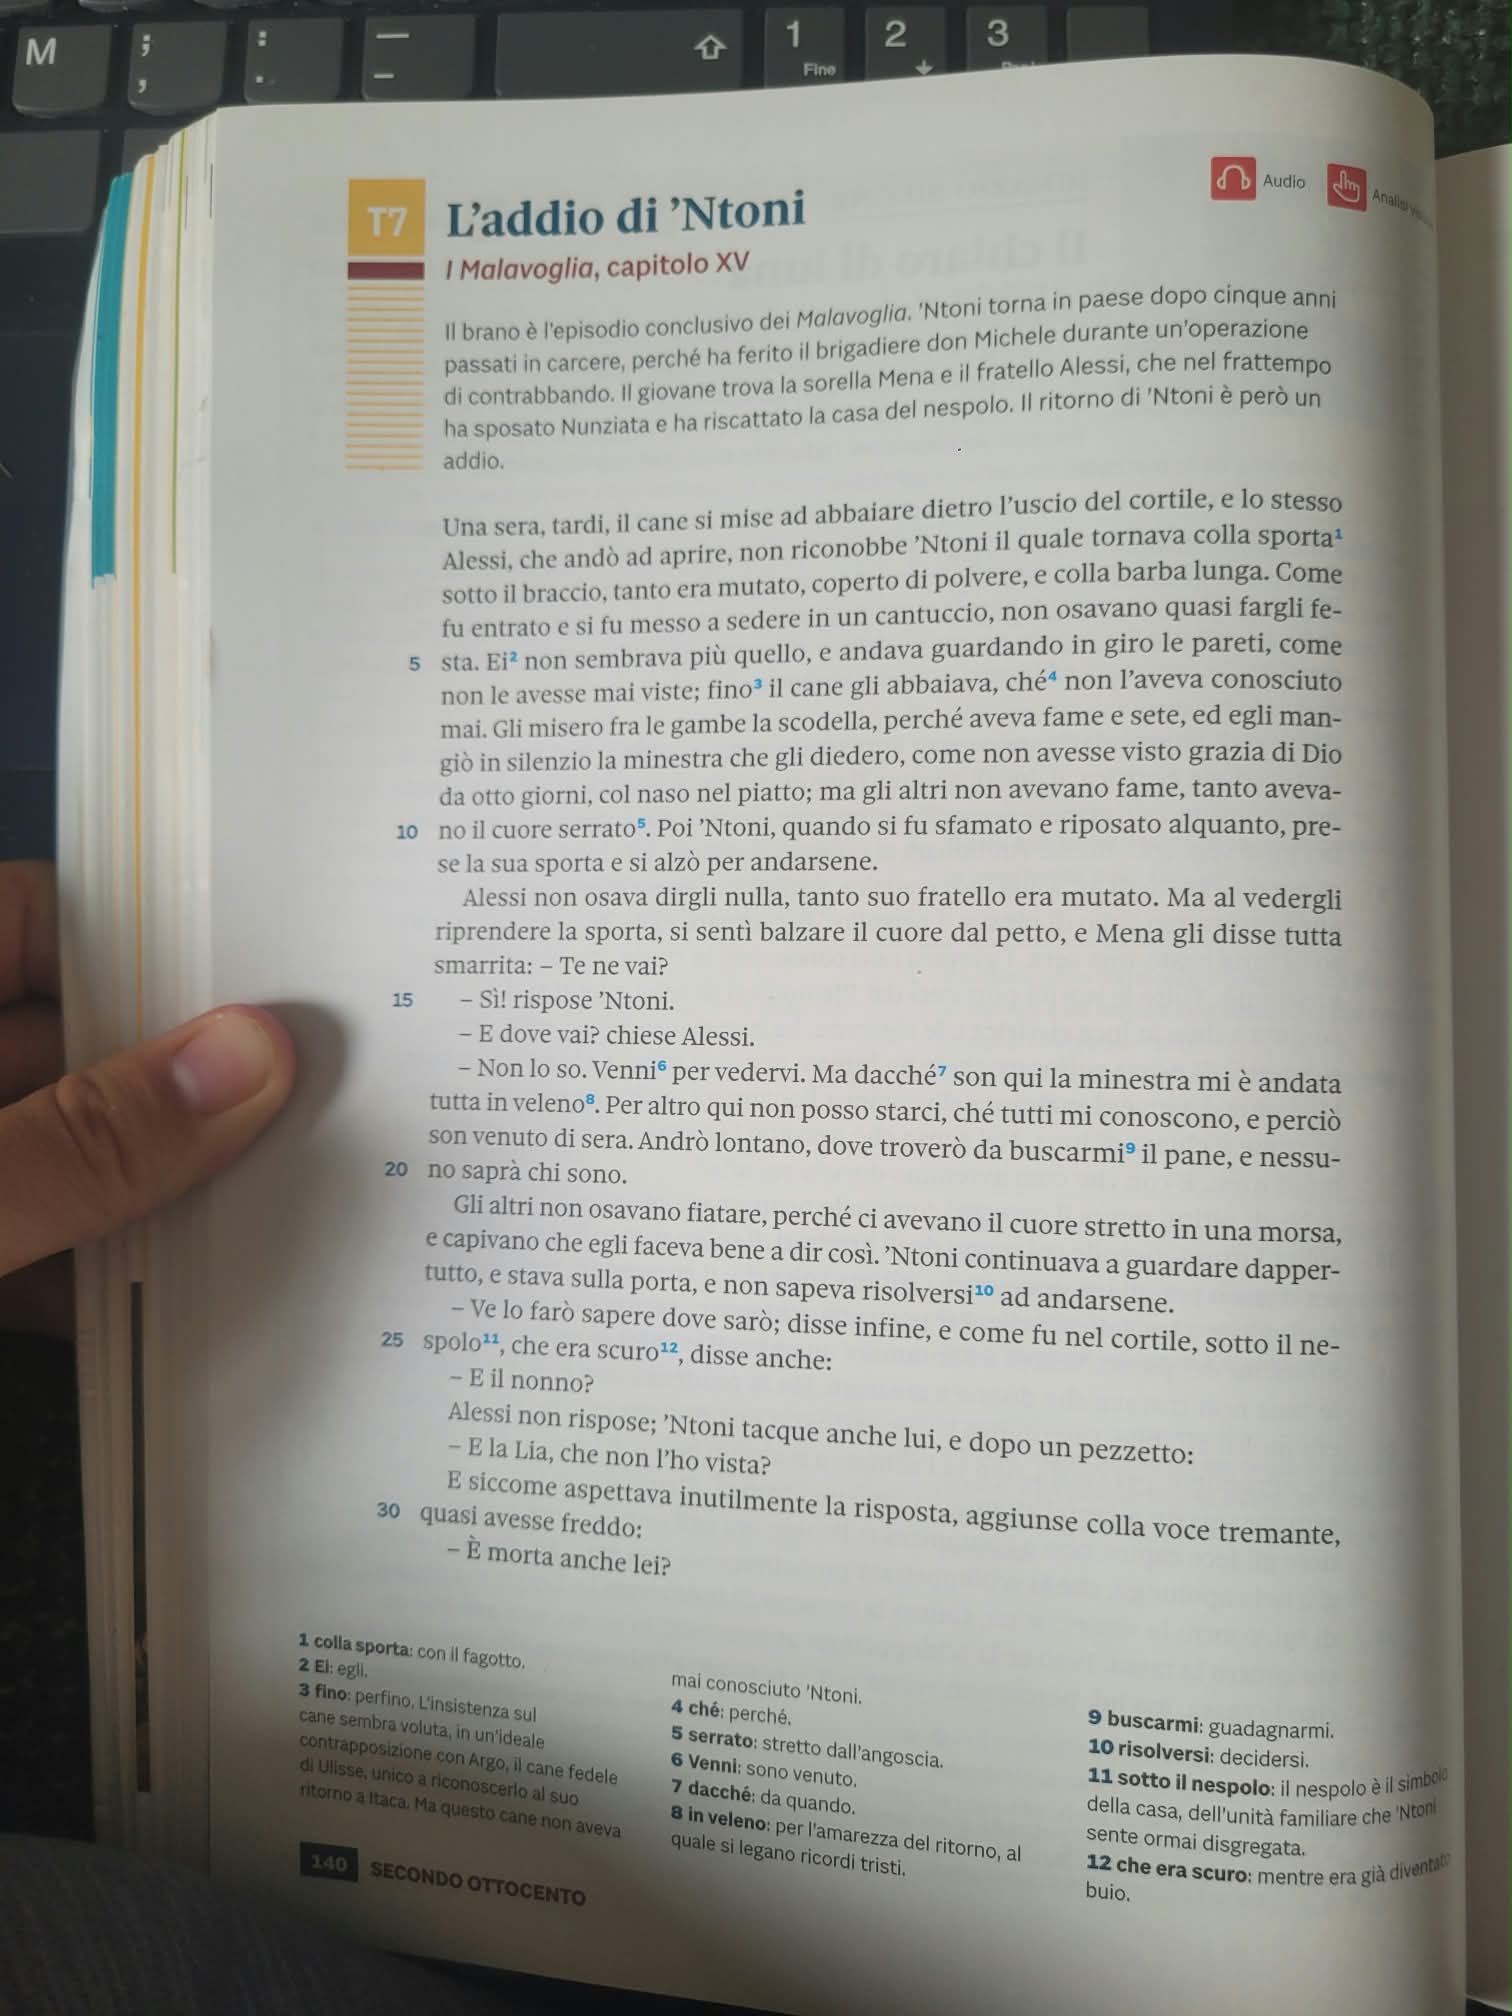 M
;
,
:
.
—
–
1
Fine
2
3
T7
L'addio di 'Ntoni
Audio
I Malavoglia, capitolo XV
Il brano è l'episodio conclusivo dei Malavoglia. 'Ntoni torna in paese dopo cinque anni
passati in carcere, perché ha ferito il brigadiere don Michele durante un'operazione
di contrabbando. Il giovane trova la sorella Mena e il fratello Alessi, che nel frattempo
ha sposato Nunziata e ha riscattato la casa del nespolo. Il ritorno di 'Ntoni è però un
addio.
Una sera, tardi, il cane si mise ad abbaiare dietro l'uscio del cortile, e lo stesso
Alessi, che andò ad aprire, non riconobbe 'Ntoni il quale tornava colla sporta¹
sotto il braccio, tanto era mutato, coperto di polvere, e colla barba lunga. Come
fu entrato e si fu messo a sedere in un cantuccio, non osavano quasi fargli fe-
5 sta. Ei² non sembrava più quello, e andava guardando in giro le pareti, come
non le avesse mai viste; fino³ il cane gli abbaiava, ché⁴ non l'aveva conosciuto
mai. Gli misero fra le gambe la scodella, perché aveva fame e sete, ed egli man-
giò in silenzio la minestra che gli diedero, come non avesse visto grazia di Dio
da otto giorni, col naso nel piatto; ma gli altri non avevano fame, tanto aveva-
10 no il cuore serrato⁵. Poi 'Ntoni, quando si fu sfamato e riposato alquanto, pre-
se la sua sporta e si alzò per andarsene.
Alessi non osava dirgli nulla, tanto suo fratello era mutato. Ma al vedergli
riprendere la sporta, si sentì balzare il cuore dal petto, e Mena gli disse tutta
smarrita: – Te ne vai?
15 – Sì! rispose 'Ntoni.
– E dove vai? chiese Alessi.
– Non lo so. Venni⁶ per vedervi. Ma dacché⁷ son qui la minestra mi è andata
tutta in veleno⁸. Per altro qui non posso starci, ché tutti mi conoscono, e perciò
son venuto di sera. Andrò lontano, dove troverò da buscarmi⁹ il pane, e nessu-
20 no saprà chi sono.
Gli altri non osavano fiatare, perché ci avevano il cuore stretto in una morsa,
e capivano che egli faceva bene a dir così. 'Ntoni continuava a guardare dapper-
tutto, e stava sulla porta, e non sapeva risolversi¹⁰ ad andarsene.
– Ve lo farò sapere dove sarò; disse infine, e come fu nel cortile, sotto il ne-
25 spolo¹¹, che era scuro¹², disse anche:
– E il nonno?
Alessi non rispose; 'Ntoni tacque anche lui, e dopo un pezzetto:
– E la Lia, che non l'ho vista?
E siccome aspettava inutilmente la risposta, aggiunse colla voce tremante,
30 quasi avesse freddo:
– È morta anche lei?
1 colla sporta: con il fagotto.
2 Ei: egli.
3 fino: perfino. L'insistenza sul
cane sembra voluta, in un'ideale
contrapposizione con Argo, il cane fedele
di Ulisse, unico a riconoscerlo al suo
ritorno a Itaca. Ma questo cane non aveva
mai conosciuto 'Ntoni.
4 ché: perché.
5 serrato: stretto dall'angoscia.
6 Venni: sono venuto.
7 dacché: da quando.
8 in veleno: per l'amarezza del ritorno, al
quale si legano ricordi tristi.
9 buscarmi: guadagnarmi.
10 risolversi: decidersi.
11 sotto il nespolo: il nespolo è il simbolo
della casa, dell'unità familiare che 'Ntoni
sente ormai disgregata.
12 che era scuro: mentre era già diventato
buio.
140 SECONDO OTTOCENTO